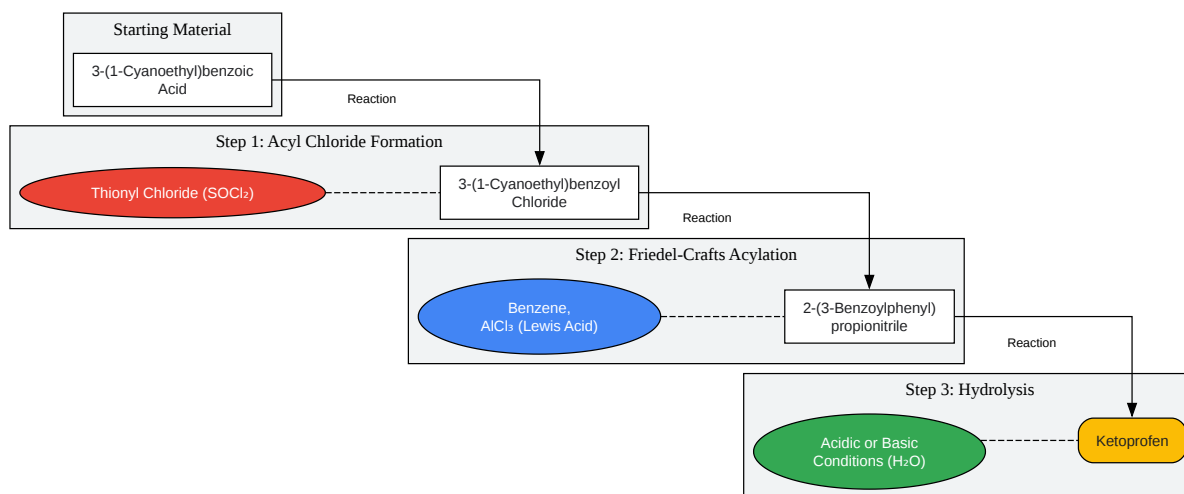 Starting Material
3-(1-Cyanoethyl)benzoic
Acid
Reaction
Step 1: Acyl Chloride Formation
Thionyl Chloride (SOCl₂)
3-(1-Cyanoethyl)benzoyl
Chloride
Reaction
Step 2: Friedel-Crafts Acylation
Benzene,
AlCl₃ (Lewis Acid)
2-(3-Benzoylphenyl)
propionitrile
Reaction
Step 3: Hydrolysis
Acidic or Basic
Conditions (H₂O)
Ketoprofen